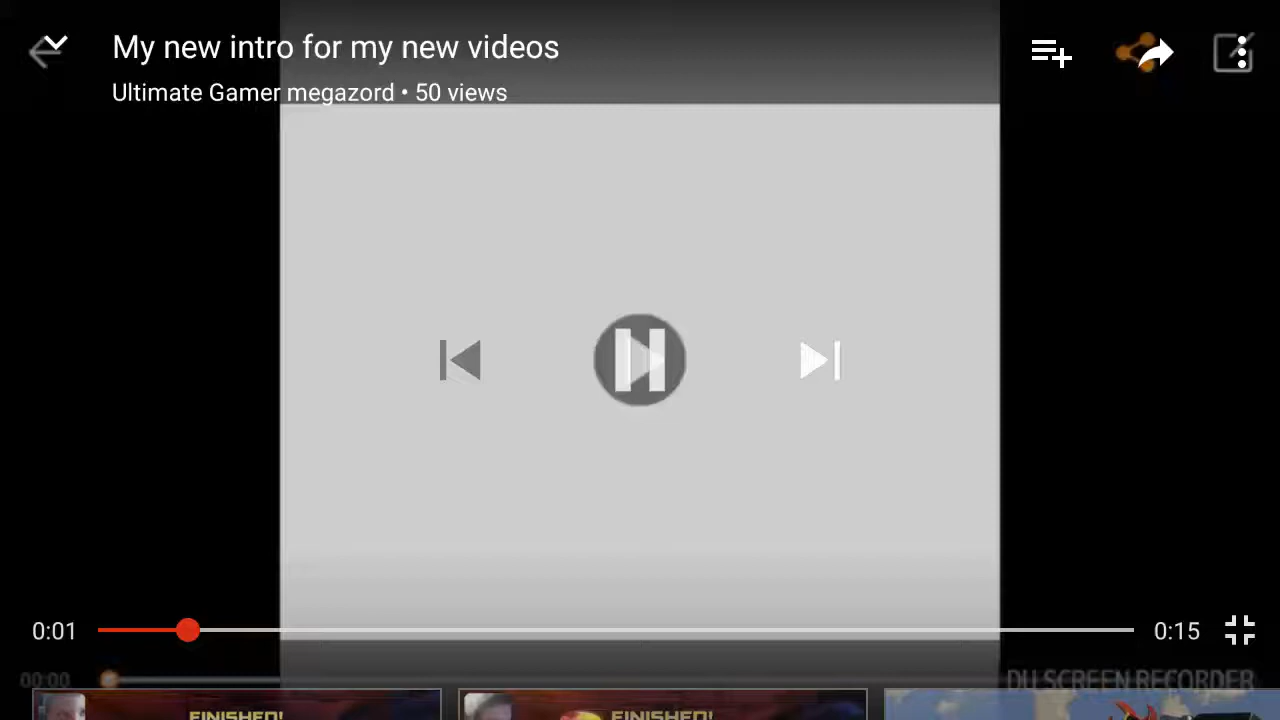 My new intro for my new videos
Ultimate Gamer megazord • 50 views
0:01
0:15
00:00
DU SCREEN RECORDER
FINISHED!
FINISHED!